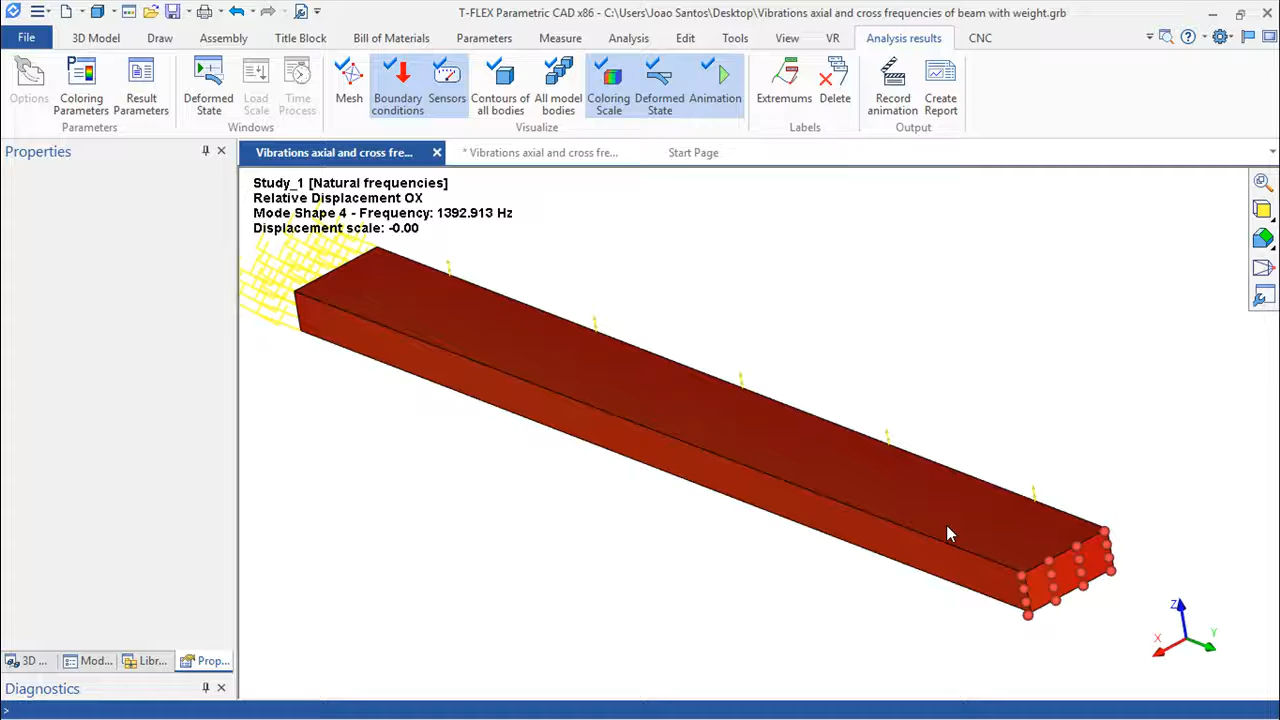 T-FLEX Parametric CAD x86 - C:\Users\Joao Santos\Desktop\Vibrations axial and cross frequencies of beam with weight.grb
File 3D Model Draw Assembly Title Block Bill of Materials Parameters Measure Analysis Edit Tools View VR Analysis results CNC
Options
Coloring Parameters
Result Parameters
Deformed State
Load Scale
Time Process
Mesh
Boundary conditions
Sensors
Contours of all bodies
All model bodies
Coloring Scale
Deformed State
Animation
Extremums
Delete
Record animation
Create Report
Parameters Windows Visualize Labels Output
Properties
Vibrations axial and cross fre... * Vibrations axial and cross fre... Start Page
Study_1 [Natural frequencies]
Relative Displacement OX
Mode Shape 4 - Frequency: 1392.913 Hz
Displacement scale: -0.00
Z
X
Y
3D ... Mod... Libr... Prop...
Diagnostics
>